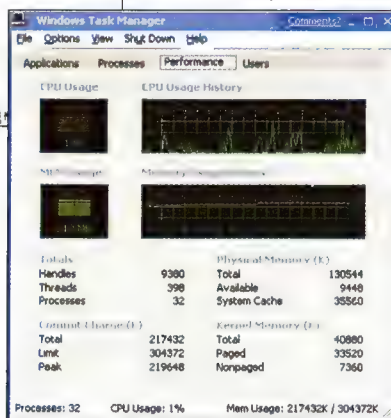 Windows Task Manager Comments?
File Options View Shut Down Help
Applications Processes Performance Users
CPU Usage CPU Usage History
Totals Physical Memory (K)
Handles 9380 Total 130544
Threads 398 Available 9448
Processes 32 System Cache 35560
Commit Charge (K) Kernel Memory (K)
Total 217432 Total 40880
Limit 304372 Paged 33520
Peak 219648 Nonpaged 7360
Processes: 32 CPU Usage: 1% Mem Usage: 217432K / 304372K